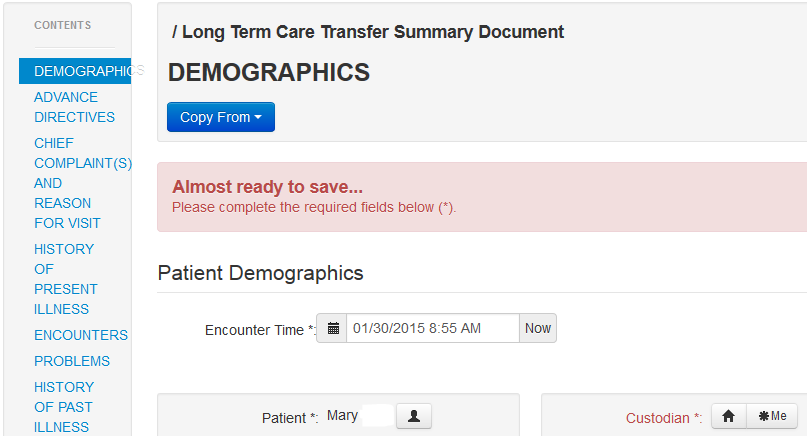 CONTENTS
DEMOGRAPHICS
ADVANCE
DIRECTIVES
CHIEF
COMPLAINT(S)
AND
REASON
FOR VISIT
HISTORY
OF
PRESENT
ILLNESS
ENCOUNTERS
PROBLEMS
HISTORY
OF PAST
ILLNESS
/ Long Term Care Transfer Summary Document
DEMOGRAPHICS
Copy From
Almost ready to save...
Please complete the required fields below (*).
Patient Demographics
Encounter Time *: 01/30/2015 8:55 AM Now
Patient *: Mary
Custodian *: Me